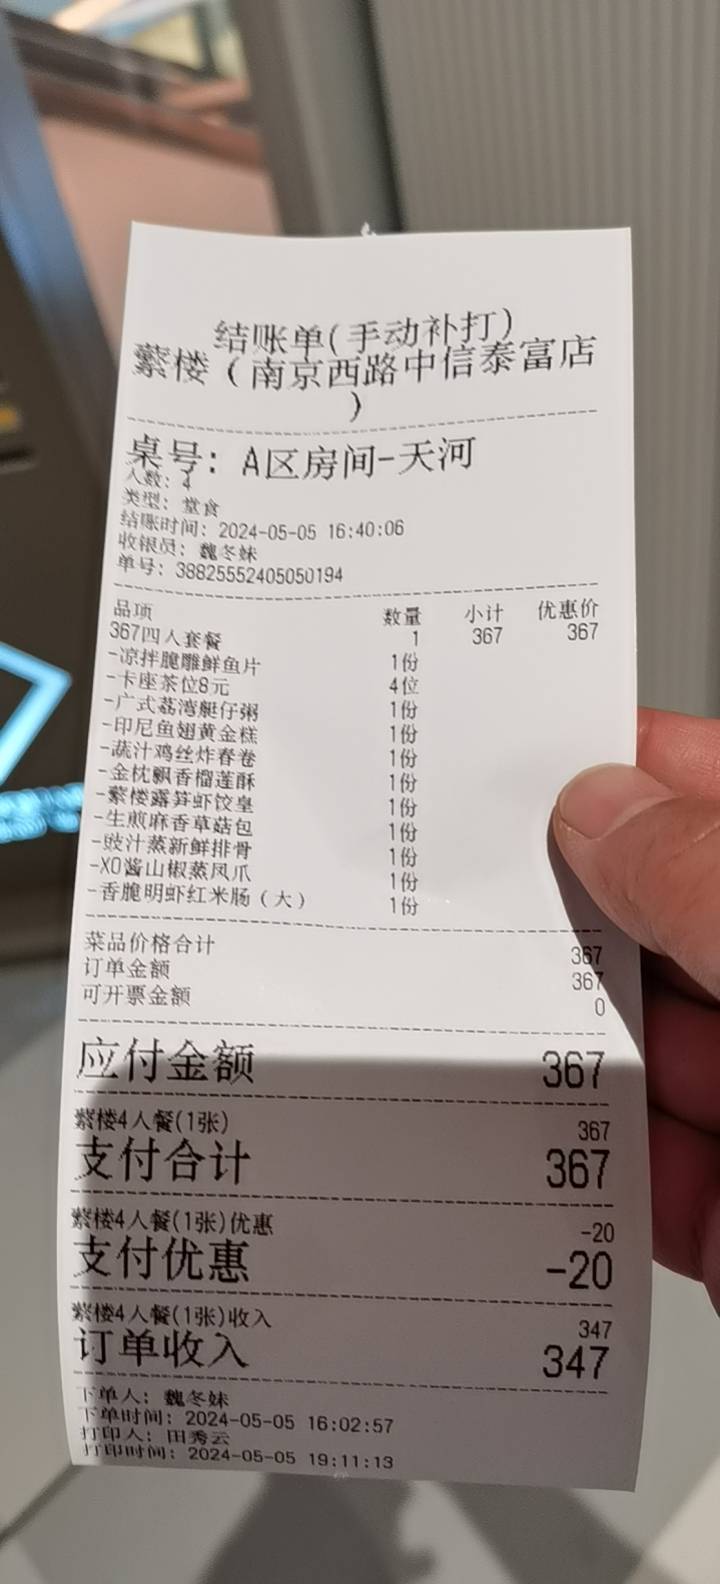 结账单(手动补打)
蘩楼（南京西路中信泰富店
）
桌号: A区房间-天河
人数: 4
类型: 堂食
结账时间: 2024-05-05 16:40:06
收银员: 魏冬妹
单号: 38825552405050194
品项 数量 小计 优惠价
367四人套餐 1 367 367
-凉拌脆雕鲜鱼片 1份
-卡座茶位8元 4位
-广式荔湾艇仔粥 1份
-印尼鱼翅黄金糕 1份
-蔬汁鸡丝炸春卷 1份
-金枕飘香榴莲酥 1份
-蘩楼露笋虾饺皇 1份
-生煎麻香草菇包 1份
-豉汁蒸新鲜排骨 1份
-XO酱山椒蒸凤爪 1份
-香脆明虾红米肠（大） 1份
菜品价格合计 367
订单金额 367
可开票金额 0
应付金额 367
蘩楼4人餐(1张) 367
支付合计 367
蘩楼4人餐(1张)优惠 -20
支付优惠 -20
蘩楼4人餐(1张)收入 347
订单收入 347
下单人: 魏冬妹
下单时间: 2024-05-05 16:02:57
打印人: 田秀云
打印时间: 2024-05-05 19:11:13